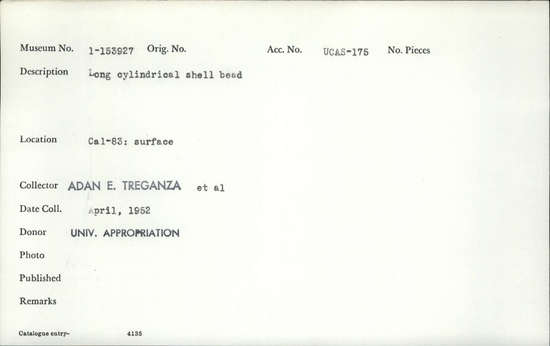 Museum No. 1-153927 Orig. No. Acc. No. UCAS-175 No. Pieces
Description Long cylindrical shell bead
Location Cal-83: surface
Collector ADAN E. TREGANZA et al
Date Coll. April, 1952
Donor UNIV. APPROPRIATION
Photo
Published
Remarks
Catalogue entry- 4135